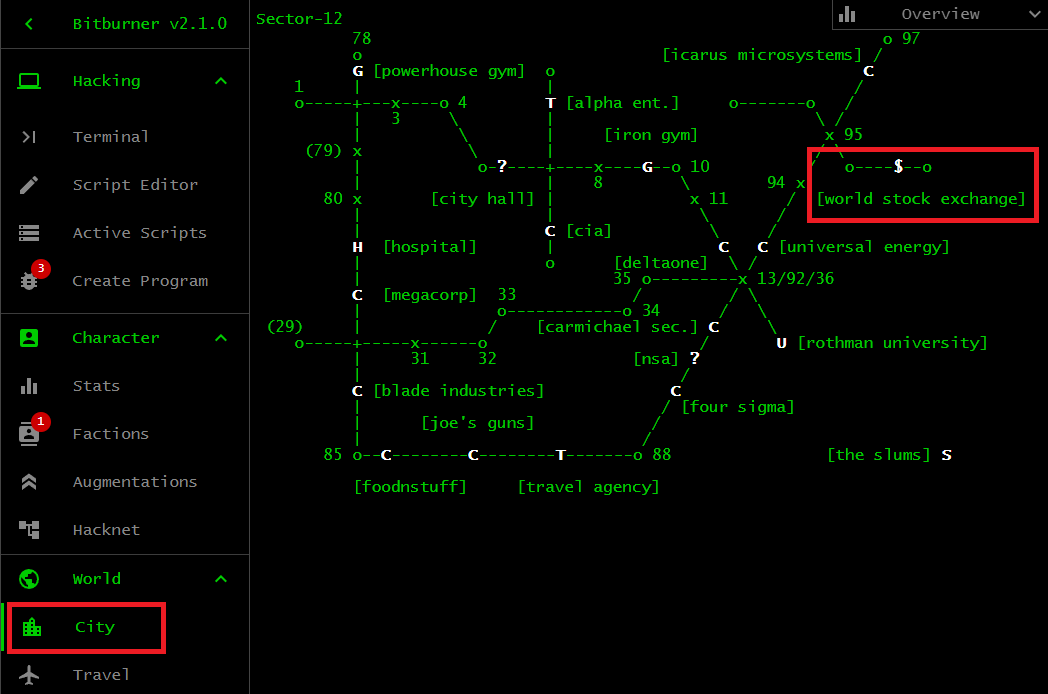 Bitburner v2.1.0
Hacking
Terminal
Script Editor
Active Scripts
3
Create Program
Character
Stats
1
Factions
Augmentations
Hacknet
World
City
Travel
Sector-12
Overview
78
o 97
o
[icarus microsystems] /
G [powerhouse gym] o
C
1
o-----+---x----o 4
T [alpha ent.]
o-------o
3
[iron gym]
x 95
(79) x
o-?----+----x----G--o 10
o----$--o
[city hall]
8
94 x
80 x
x 11
[world stock exchange]
C [cia]
H [hospital]
C C [universal energy]
o
[deltaone]
35 o----------x 13/92/36
C [megacorp] 33
o------------o 34
(29)
[carmichael sec.] C
o-----+-----x------o
U [rothman university]
31 32
[nsa] ?
C [blade industries]
C
[four sigma]
[joe's guns]
85 o--C--------C--------T-------o 88
[the slums] S
[foodnstuff] [travel agency]